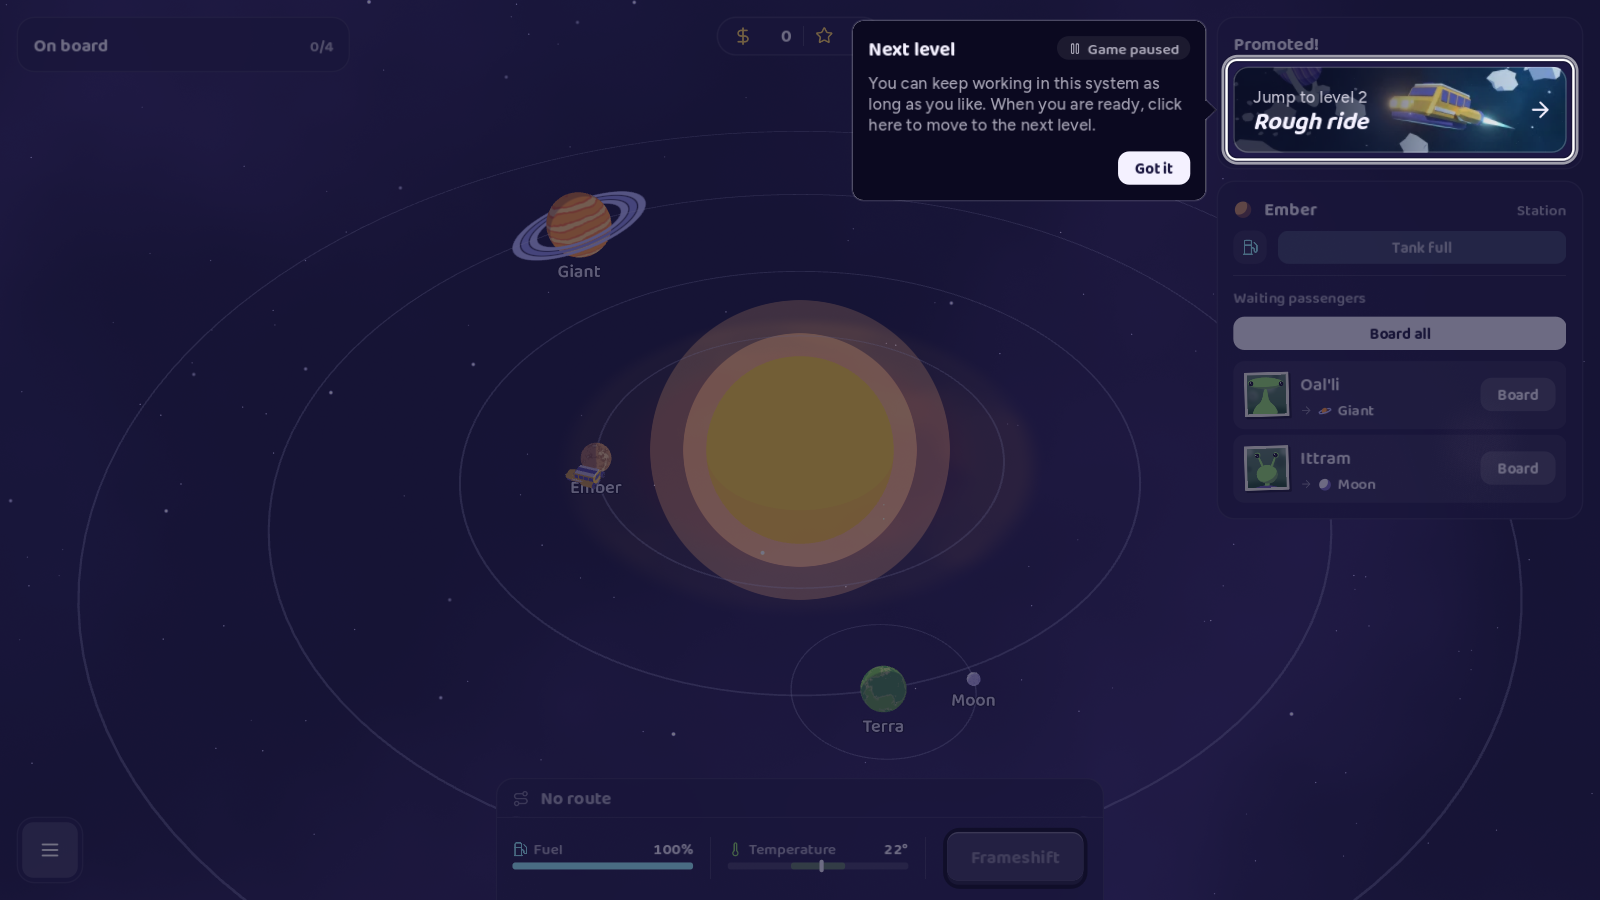 On board
0/4
0
Next level
Game paused
You can keep working in this system as
long as you like. When you are ready, click
here to move to the next level.
Got it
Promoted!
Jump to level 2
Rough ride
Ember
Station
Tank full
Waiting passengers
Board all
Oal'li
→ Giant
Board
Ittram
→ Moon
Board
Giant
Ember
Terra
Moon
No route
Fuel
100%
Temperature
22°
Frameshift